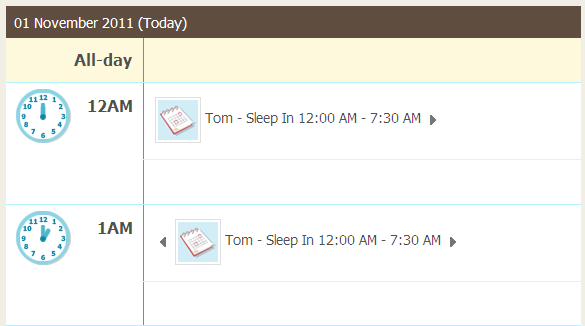 01 November 2011 (Today)
All-day
12AM
Tom - Sleep In 12:00 AM - 7:30 AM
1AM
Tom - Sleep In 12:00 AM - 7:30 AM